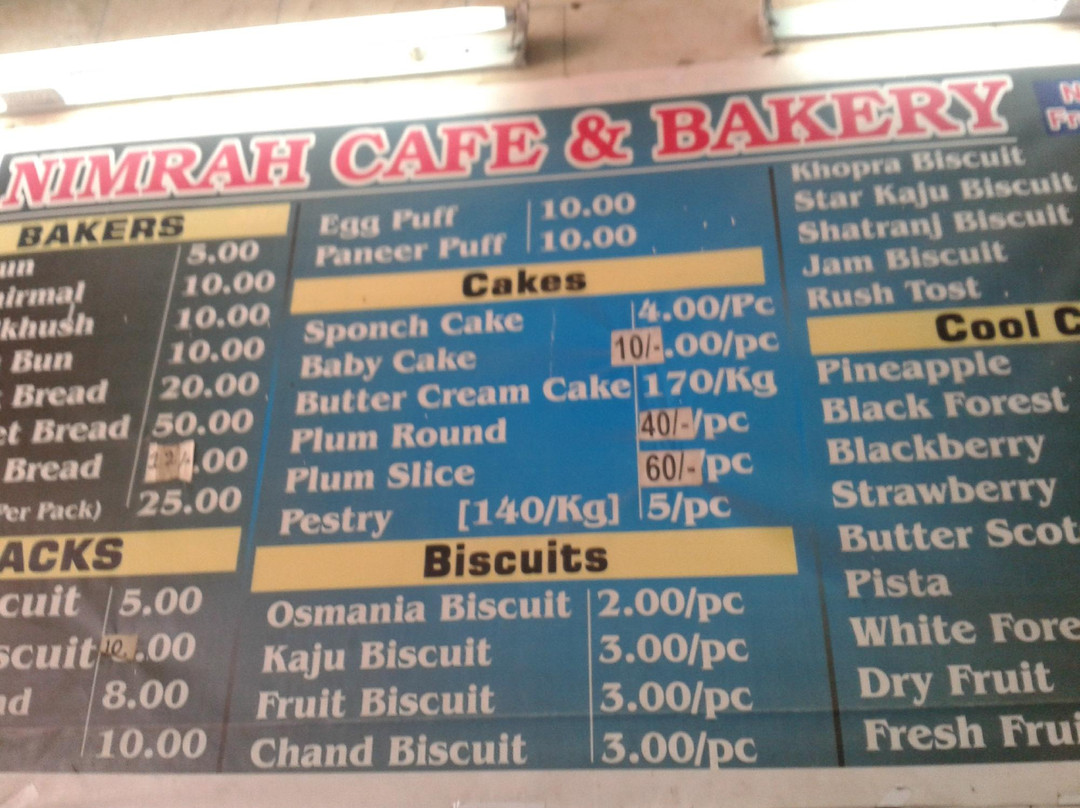 NIMRAH CAFE & BAKERY
BAKERS
5.00
10.00
khush 10.00
Bun 10.00
Bread 20.00
Bread 50.00
Bread .00
Per Pack) 25.00
ACKS
cuit 5.00
scuit 10 .00
8.00
10.00
Egg Puff 10.00
Paneer Puff 10.00
Cakes
Sponch Cake 4.00/Pc
Baby Cake 10/-.00/pc
Butter Cream Cake 170/Kg
Plum Round 40/-/pc
Plum Slice 60/-/pc
Pestry [140/Kg] 5/pc
Biscuits
Osmania Biscuit 2.00/pc
Kaju Biscuit 3.00/pc
Fruit Biscuit 3.00/pc
Chand Biscuit 3.00/pc
Khopra Biscuit
Star Kaju Biscuit
Shatranj Biscuit
Jam Biscuit
Rush Tost
Cool C
Pineapple
Black Forest
Blackberry
Strawberry
Butter Scot
Pista
White Fore
Dry Fruit
Fresh Frui